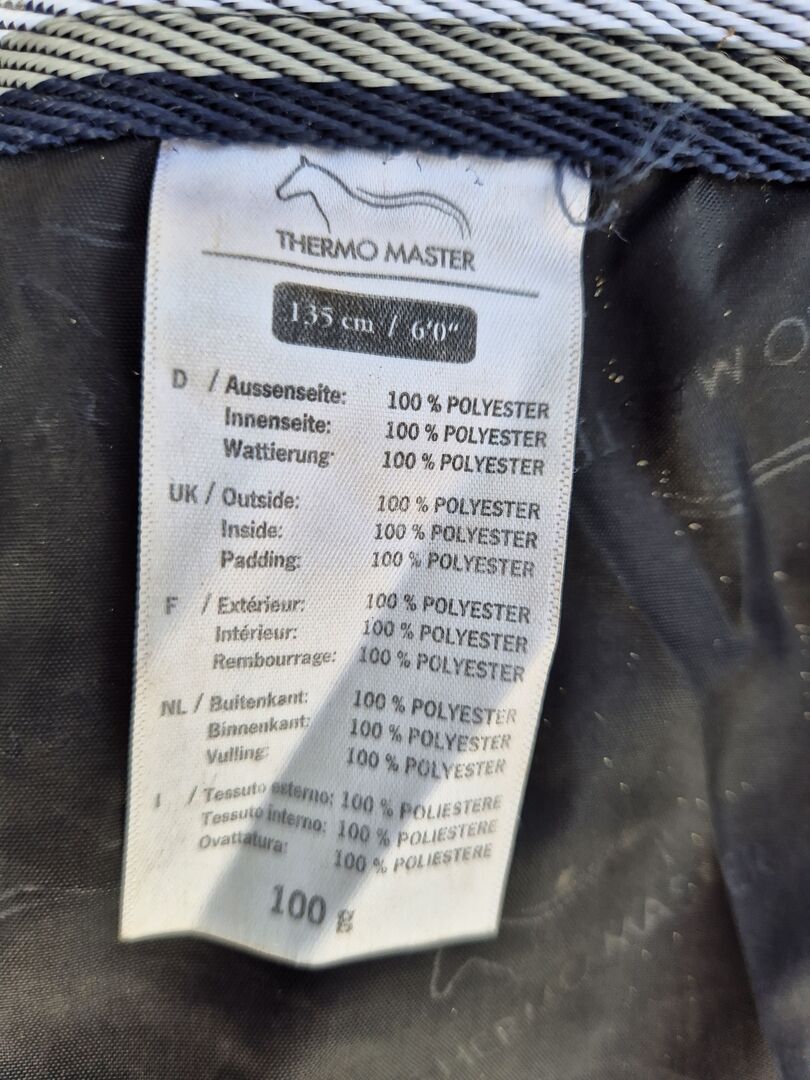 THERMO MASTER
135 cm / 6'0"
D / Aussenseite: 100 % POLYESTER
Innenseite: 100 % POLYESTER
Wattierung: 100 % POLYESTER
UK / Outside: 100 % POLYESTER
Inside: 100 % POLYESTER
Padding: 100 % POLYESTER
F / Extérieur: 100 % POLYESTER
Intérieur: 100 % POLYESTER
Rembourrage: 100 % POLYESTER
NL / Buitenkant: 100 % POLYESTER
Binnenkant: 100 % POLYESTER
Vulling: 100 % POLYESTER
I / Tessuto esterno: 100 % POLIESTERE
Tessuto interno: 100 % POLIESTERE
Ovattatura: 100 % POLIESTERE
100 g
THERMO MASTER